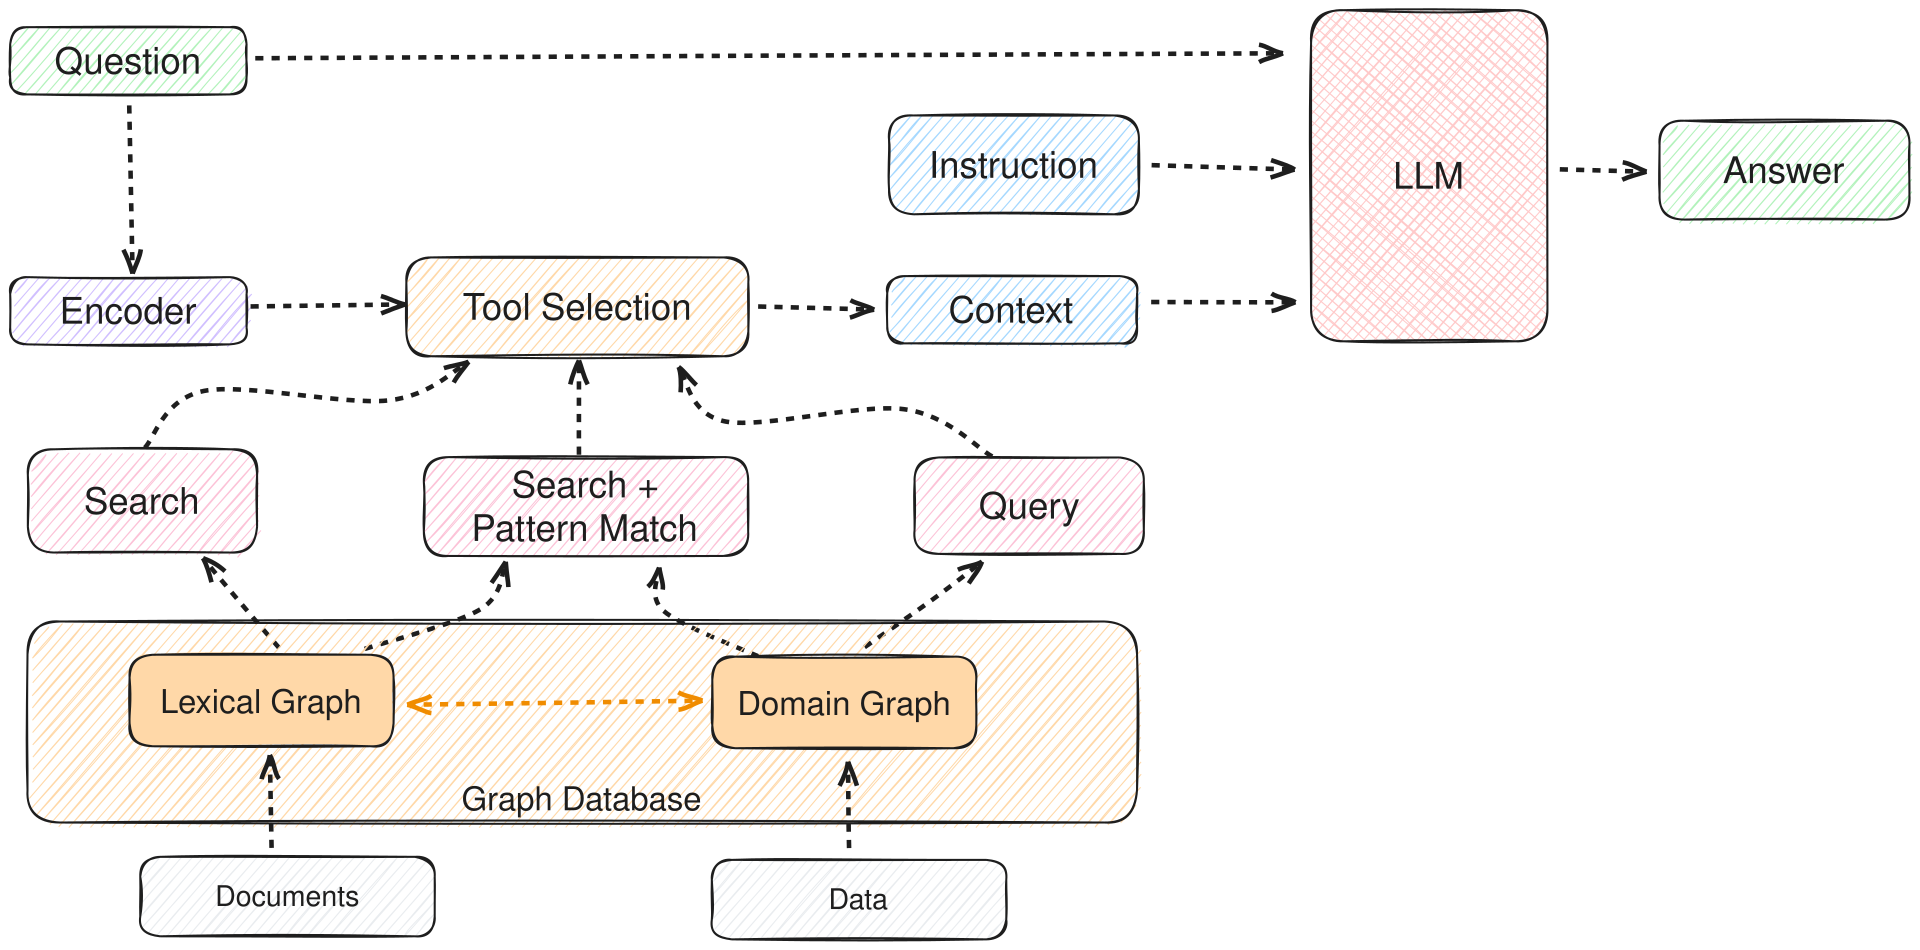 Question
Instruction
LLM
Answer
Encoder
Tool Selection
Context
Search
Search +
Pattern Match
Query
Lexical Graph
Domain Graph
Graph Database
Documents
Data